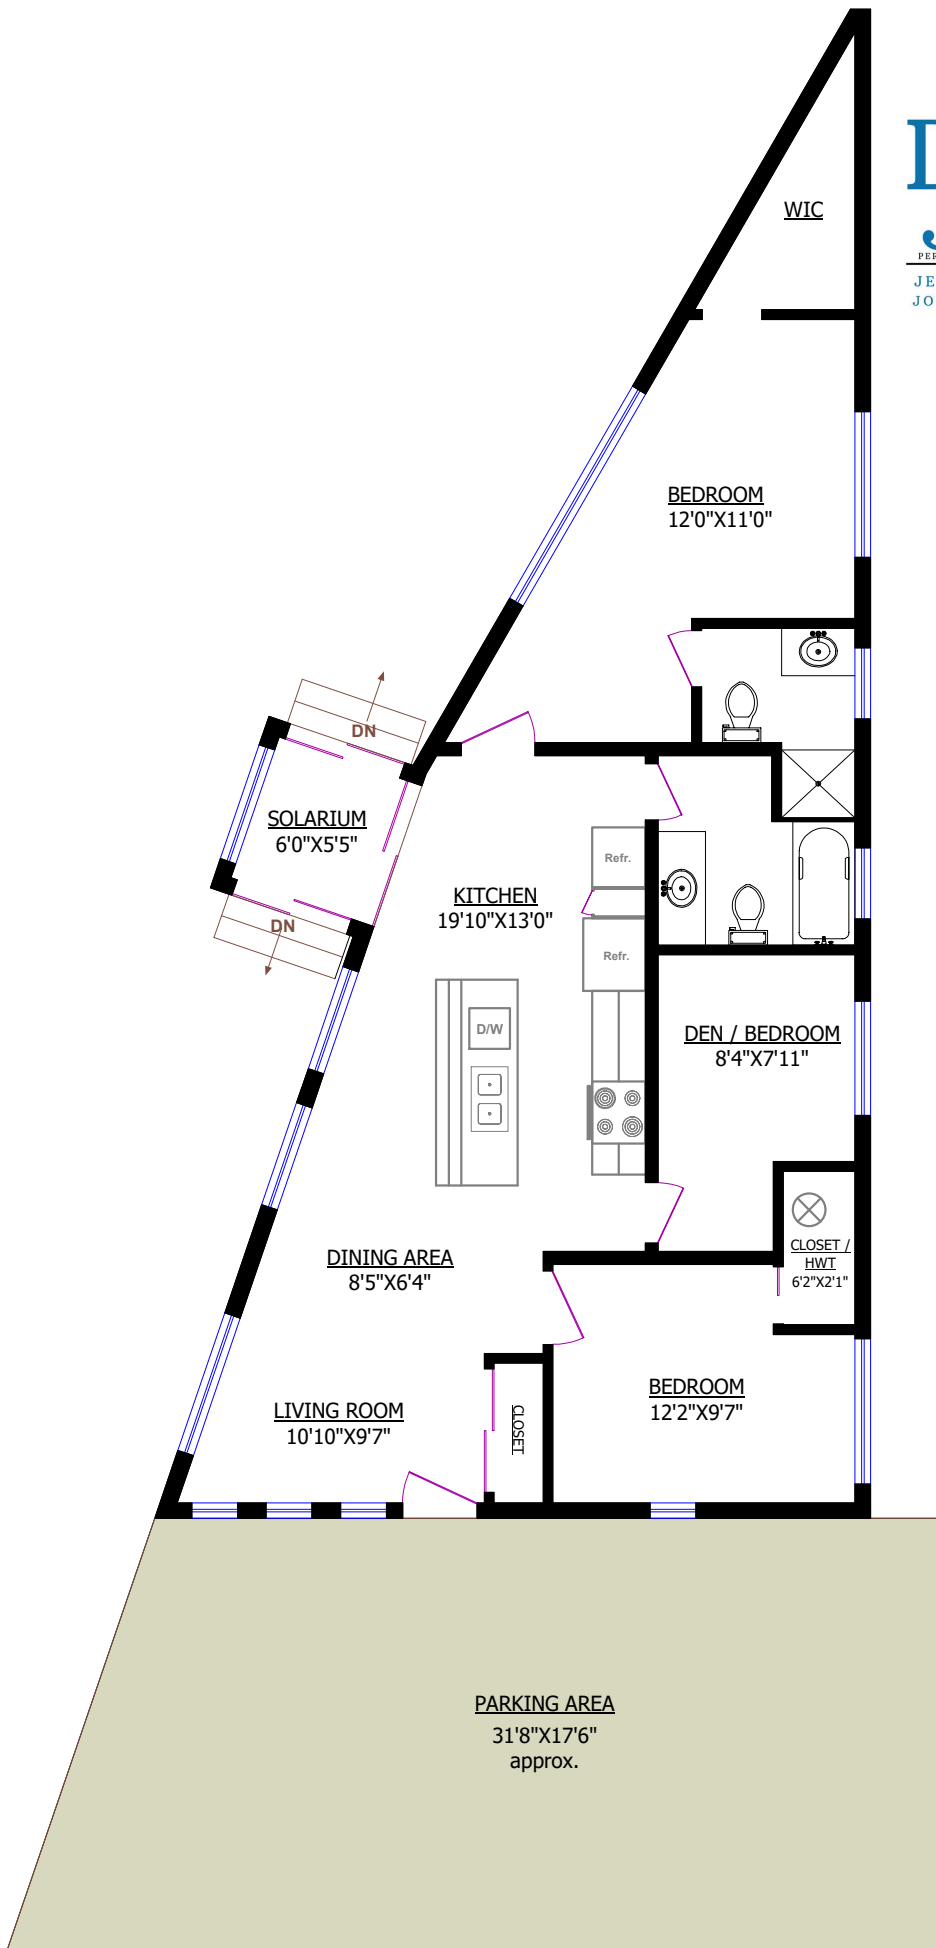 WIC
PER
JE
JO
BEDROOM
12'0"X11'0"
DN
SOLARIUM
6'0"X5'5"
DN
Refr.
KITCHEN
19'10"X13'0"
Refr.
D/W
DEN / BEDROOM
8'4"X7'11"
CLOSET /
HWT
6'2"X2'1"
DINING AREA
8'5"X6'4"
BEDROOM
12'2"X9'7"
LIVING ROOM
10'10"X9'7"
CLOSET
PARKING AREA
31'8"X17'6"
approx.